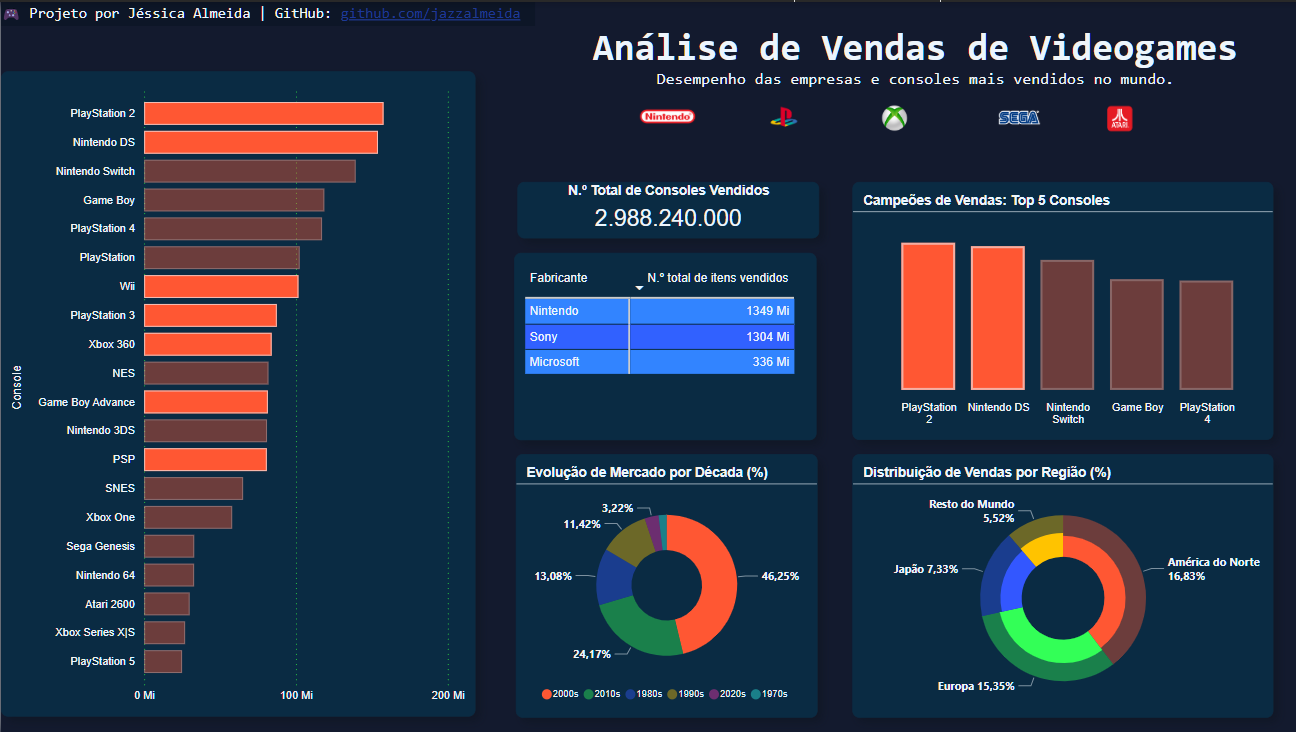 Projeto por Jéssica Almeida | GitHub: github.com/jazzalmeida
Análise de Vendas de Videogames
Desempenho das empresas e consoles mais vendidos no mundo.
Nintendo
SEGA
ATARI
Console
PlayStation 2
Nintendo DS
Nintendo Switch
Game Boy
PlayStation 4
PlayStation
Wii
PlayStation 3
Xbox 360
NES
Game Boy Advance
Nintendo 3DS
PSP
SNES
Xbox One
Sega Genesis
Nintendo 64
Atari 2600
Xbox Series X|S
PlayStation 5
0 Mi 100 Mi 200 Mi
N.º Total de Consoles Vendidos
2.988.240.000
Fabricante N.º total de itens vendidos
Nintendo 1349 Mi
Sony 1304 Mi
Microsoft 336 Mi
Campeões de Vendas: Top 5 Consoles
PlayStation 2
Nintendo DS
Nintendo Switch
Game Boy
PlayStation 4
Evolução de Mercado por Década (%)
3,22%
11,42%
13,08%
46,25%
24,17%
2000s 2010s 1980s 1990s 2020s 1970s
Distribuição de Vendas por Região (%)
Resto do Mundo
5,52%
América do Norte
16,83%
Japão 7,33%
Europa 15,35%